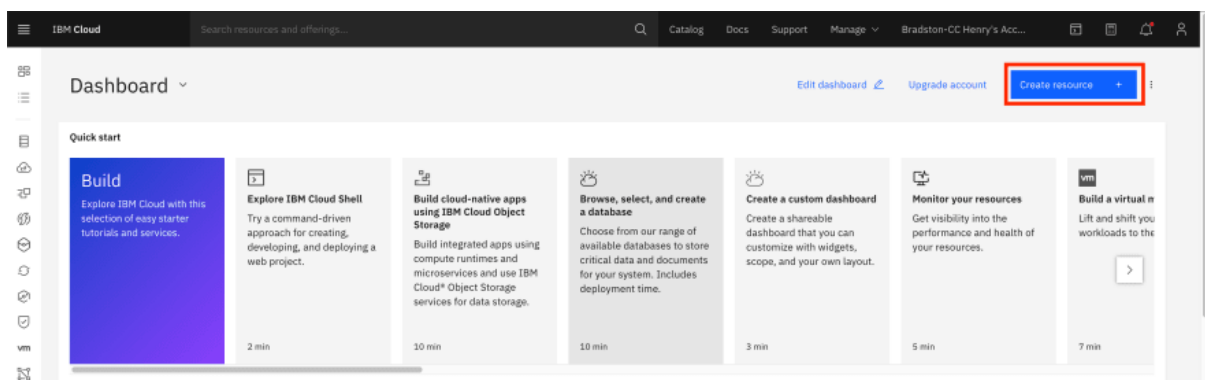 IBM Cloud
Search resources and offerings...
Catalog
Docs
Support
Manage
Bradston-CC Henry's Acc...
Dashboard
Edit dashboard
Upgrade account
Create resource +
Quick start
Build
Explore IBM Cloud with this
selection of easy starter
tutorials and services.
Explore IBM Cloud Shell
Try a command-driven
approach for creating,
developing, and deploying a
web project.
2 min
Build cloud-native apps
using IBM Cloud Object
Storage
Build integrated apps using
compute runtimes and
microservices and use IBM
Cloud® Object Storage
services for data storage.
10 min
Browse, select, and create
a database
Choose from our range of
available databases to store
critical data and documents
for your system. Includes
deployment time.
10 min
Create a custom dashboard
Create a shareable
dashboard that you can
customize with widgets,
scope, and your own layout.
3 min
Monitor your resources
Get visibility into the
performance and health of
your resources.
5 min
vm
Build a virtual m
Lift and shift you
workloads to the
7 min
vm